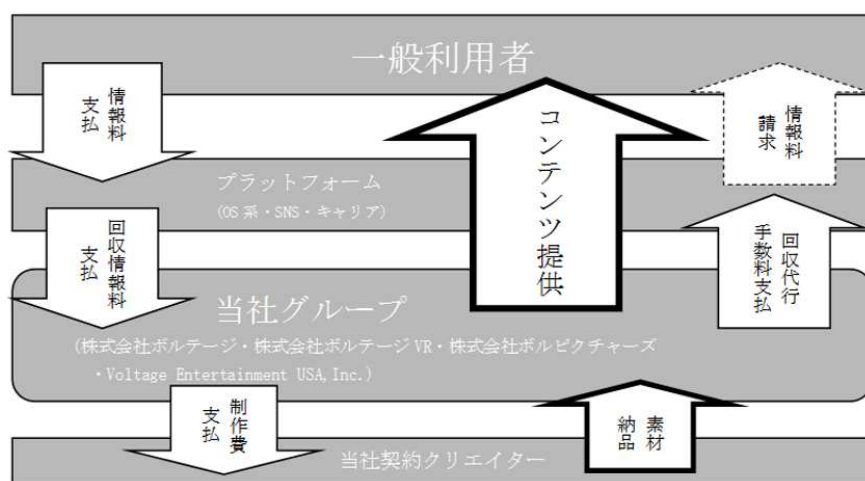 一般利用者
情報料
支払
コンテンツ提供
情報料
請求
プラットフォーム
(OS系・SNS・キャリア)
回収情報料
支払
回収代行
手数料支払
当社グループ
(株式会社ボルテージ・株式会社ボルテージVR・株式会社ボルピクチャーズ
・Voltage Entertainment USA,Inc.)
制作費
支払
素材
納品
当社契約クリエイター